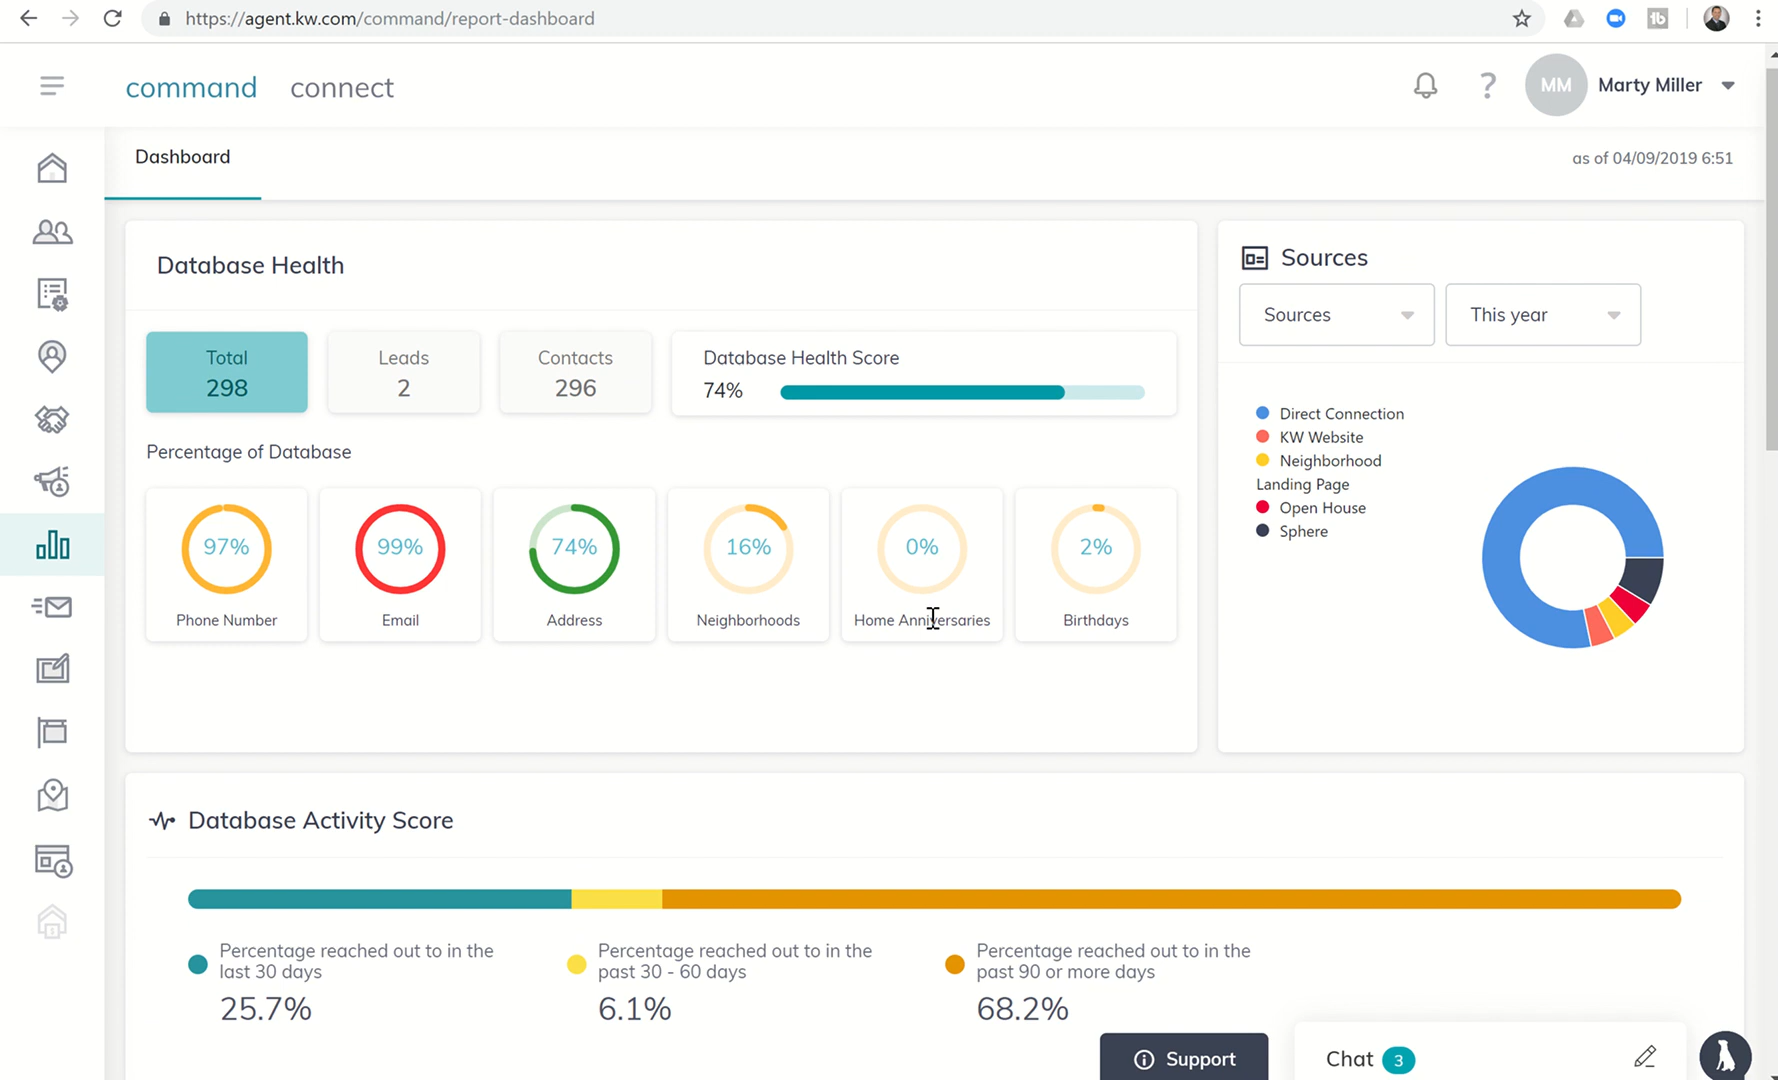 https://agent.kw.com/command/report-dashboard
command connect
MM Marty Miller
Dashboard
as of 04/09/2019 6:51
Database Health
Total
298
Leads
2
Contacts
296
Database Health Score
74%
Percentage of Database
97%
Phone Number
99%
Email
74%
Address
16%
Neighborhoods
0%
Home Anniversaries
2%
Birthdays
Sources
Sources
This year
Direct Connection
KW Website
Neighborhood
Landing Page
Open House
Sphere
Database Activity Score
Percentage reached out to in the
last 30 days
25.7%
Percentage reached out to in the
past 30 - 60 days
6.1%
Percentage reached out to in the
past 90 or more days
68.2%
Support
Chat 3